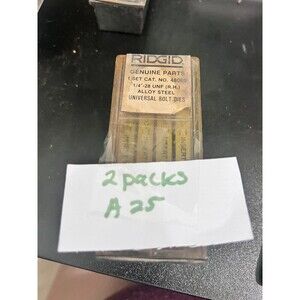 RIDGID
GENUINE PARTS
1 SET CAT. NO.
1/4"-28 UNF (R.H.)
ALLOY STEEL
UNIVERSAL BOLT DIES
2 packs
A 25